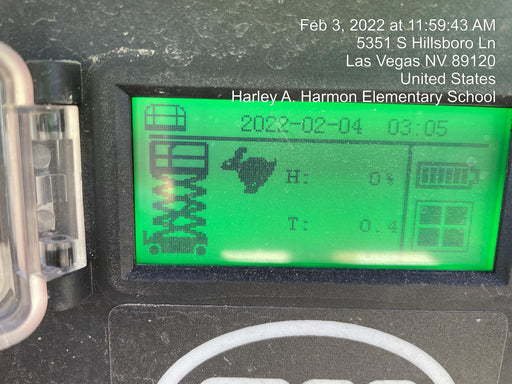 Feb 3, 2022 at 11:59:43 AM
5351 S Hillsboro Ln
Las Vegas NV 89120
United States
Harley A. Harmon Elementary School
2022-02-04 03:05
H: 0%
T: 0.4